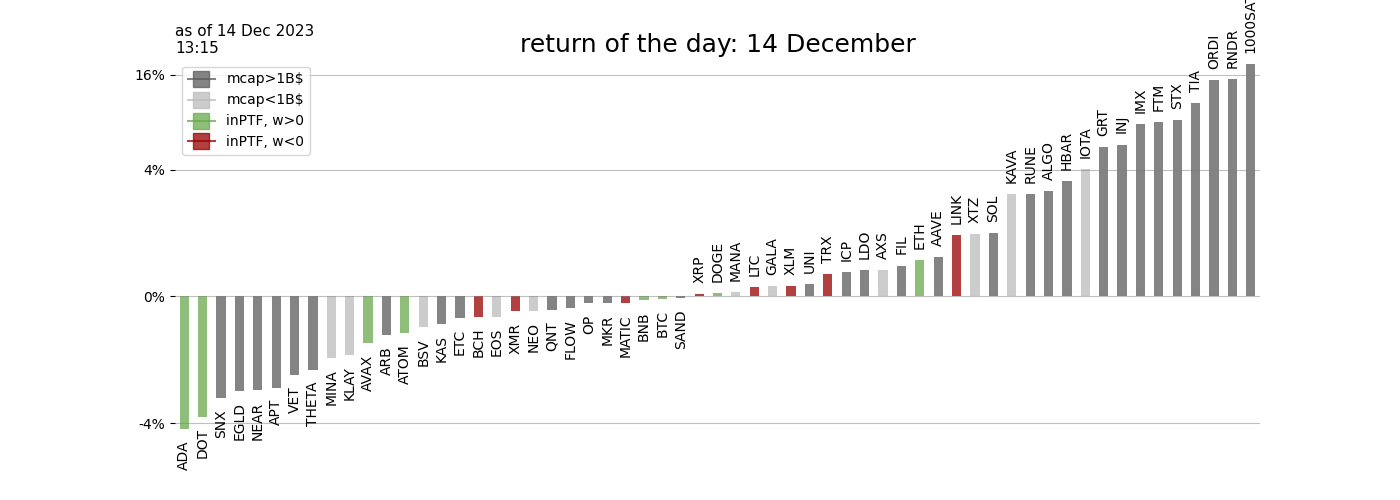 as of 14 Dec 2023
13:15
return of the day: 14 December
mcap>1B$
mcap<1B$
inPTF, w>0
inPTF, w<0
16%
4%
0%
-4%
ADA
DOT
SNX
EGLD
NEAR
APT
VET
THETA
MINA
KLAY
AVAX
ARB
ATOM
BSV
KAS
ETC
BCH
EOS
XMR
NEO
QNT
FLOW
OP
MKR
MATIC
BNB
BTC
SAND
XRP
DOGE
MANA
LTC
GALA
XLM
UNI
TRX
ICP
LDO
AXS
FIL
ETH
AAVE
LINK
XTZ
SOL
KAVA
RUNE
ALGO
HBAR
IOTA
GRT
INJ
IMX
FTM
STX
TIA
ORDI
RNDR